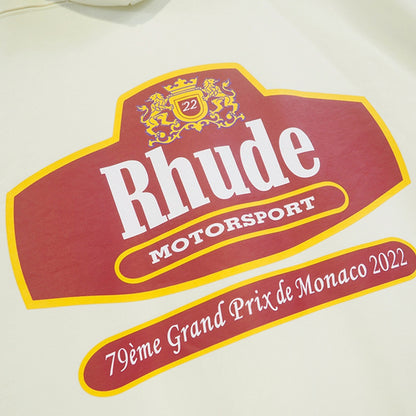 22
Rhude
MOTORSPORT
79ème Grand Prix de Monaco 2022